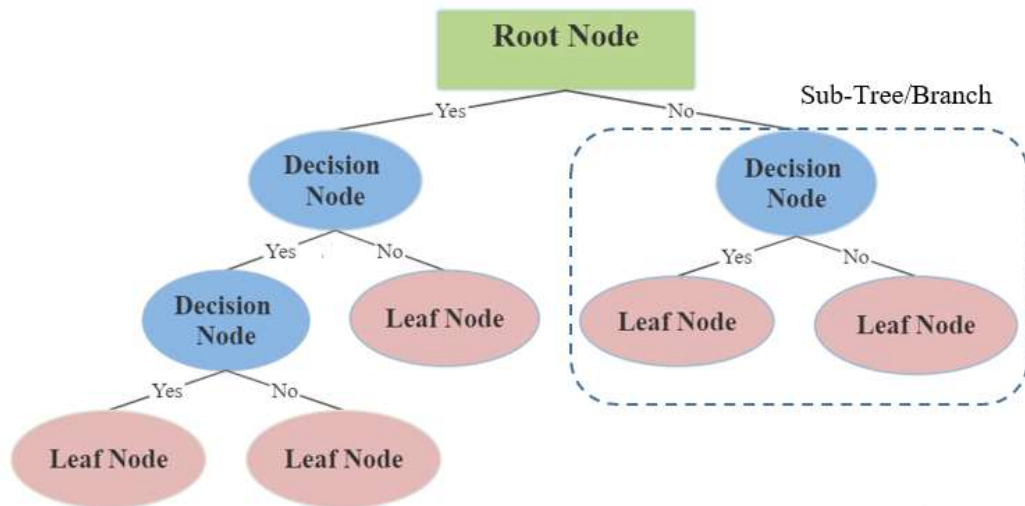 Root Node
Sub-Tree/Branch
Yes
No
Decision
Node
Decision
Node
Yes
No
Yes
No
Decision
Node
Leaf Node
Leaf Node
Leaf Node
Yes
No
Leaf Node
Leaf Node